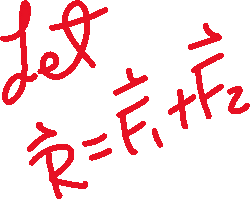 Let
R⃗ = F⃗₁ + F⃗₂